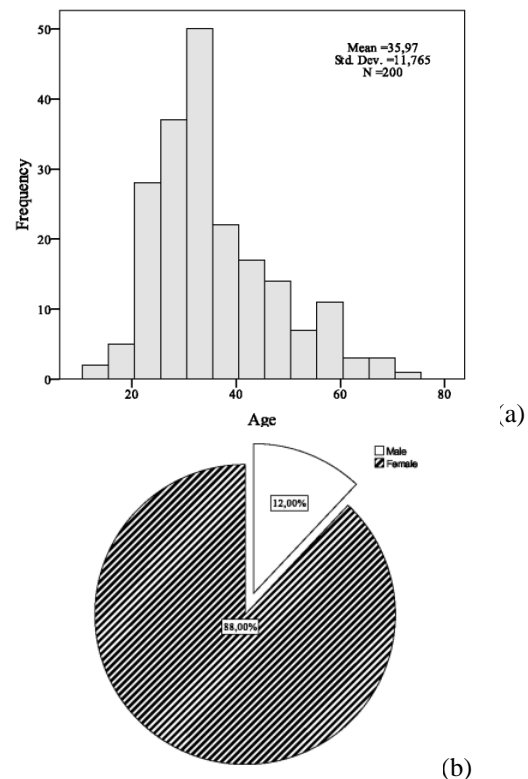 50
Mean =35,97
Std. Dev. =11,765
N =200
40
30
Frequency
20
10
0
20 40 60 80
Age
(a)
Male
Female
12,00%
88,00%
(b)